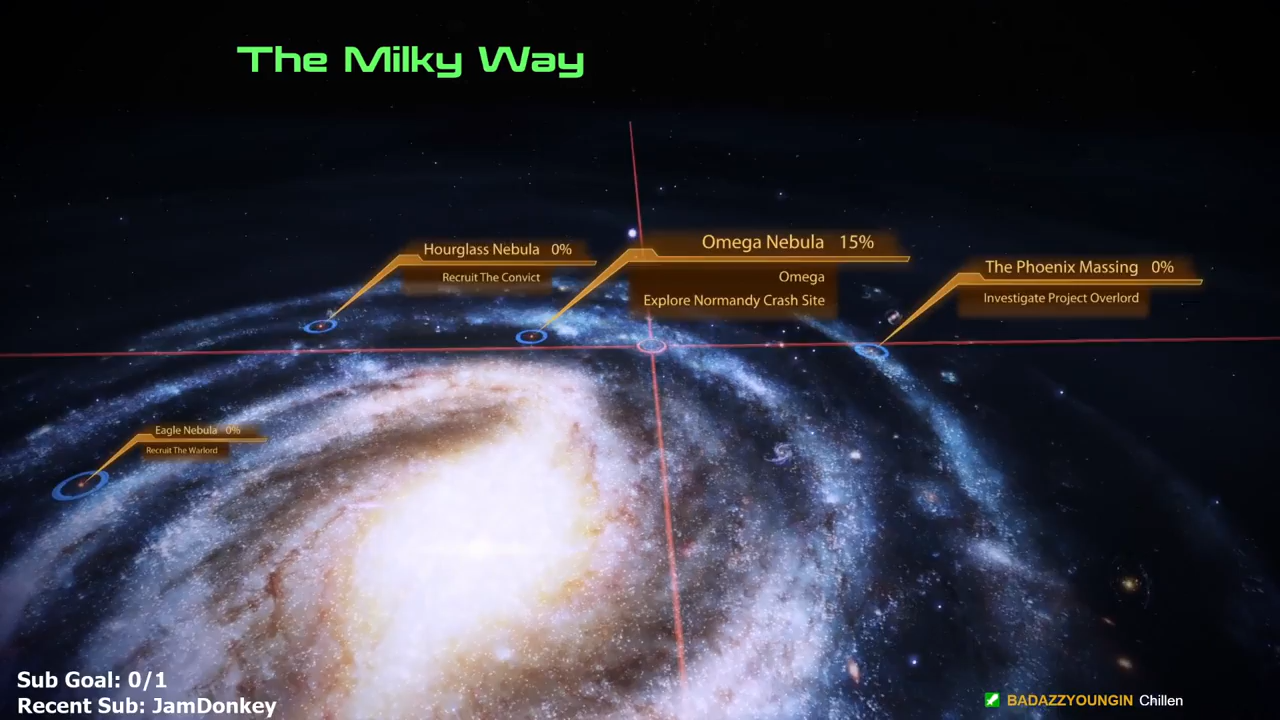 The Milky Way
Hourglass Nebula 0%
Recruit The Convict
Omega Nebula 15%
Omega
Explore Normandy Crash Site
The Phoenix Massing 0%
Investigate Project Overlord
Eagle Nebula 0%
Recruit The Warlord
Sub Goal: 0/1
Recent Sub: JamDonkey
BADAZZYOUNGIN Chillen